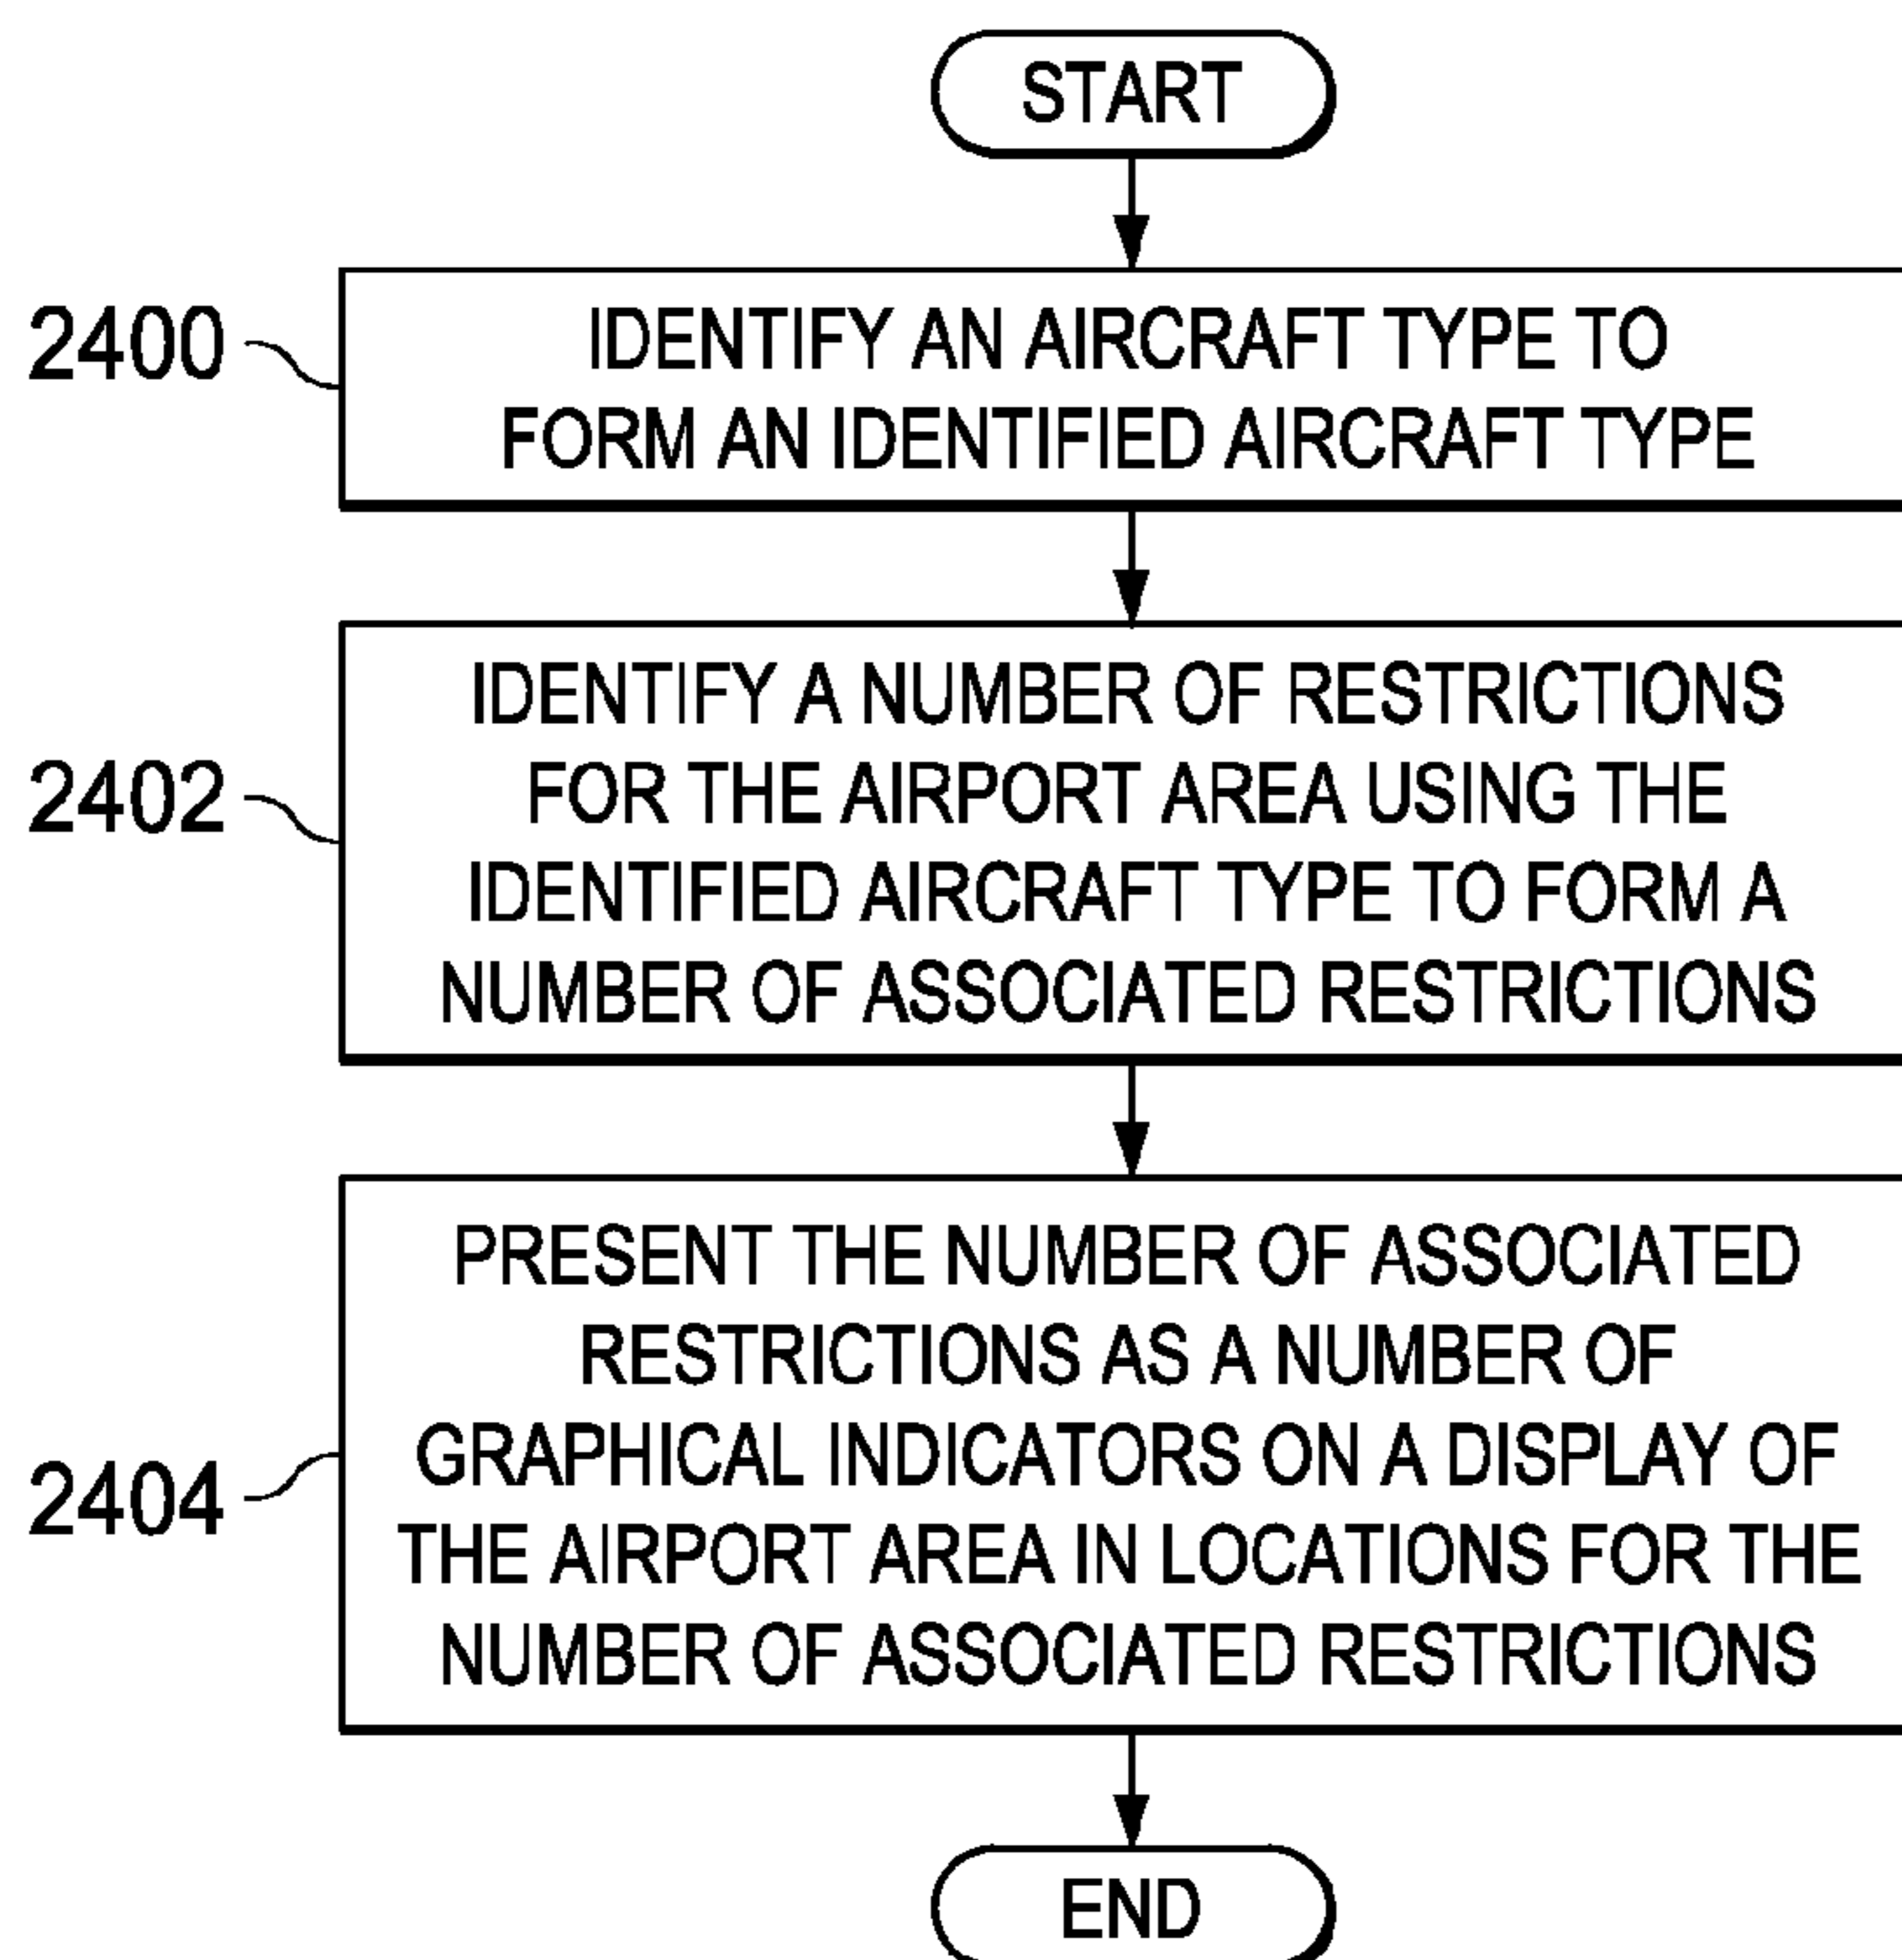 START
2400
IDENTIFY AN AIRCRAFT TYPE TO
FORM AN IDENTIFIED AIRCRAFT TYPE
2402
IDENTIFY A NUMBER OF RESTRICTIONS
FOR THE AIRPORT AREA USING THE
IDENTIFIED AIRCRAFT TYPE TO FORM A
NUMBER OF ASSOCIATED RESTRICTIONS
2404
PRESENT THE NUMBER OF ASSOCIATED
RESTRICTIONS AS A NUMBER OF
GRAPHICAL INDICATORS ON A DISPLAY OF
THE AIRPORT AREA IN LOCATIONS FOR THE
NUMBER OF ASSOCIATED RESTRICTIONS
END